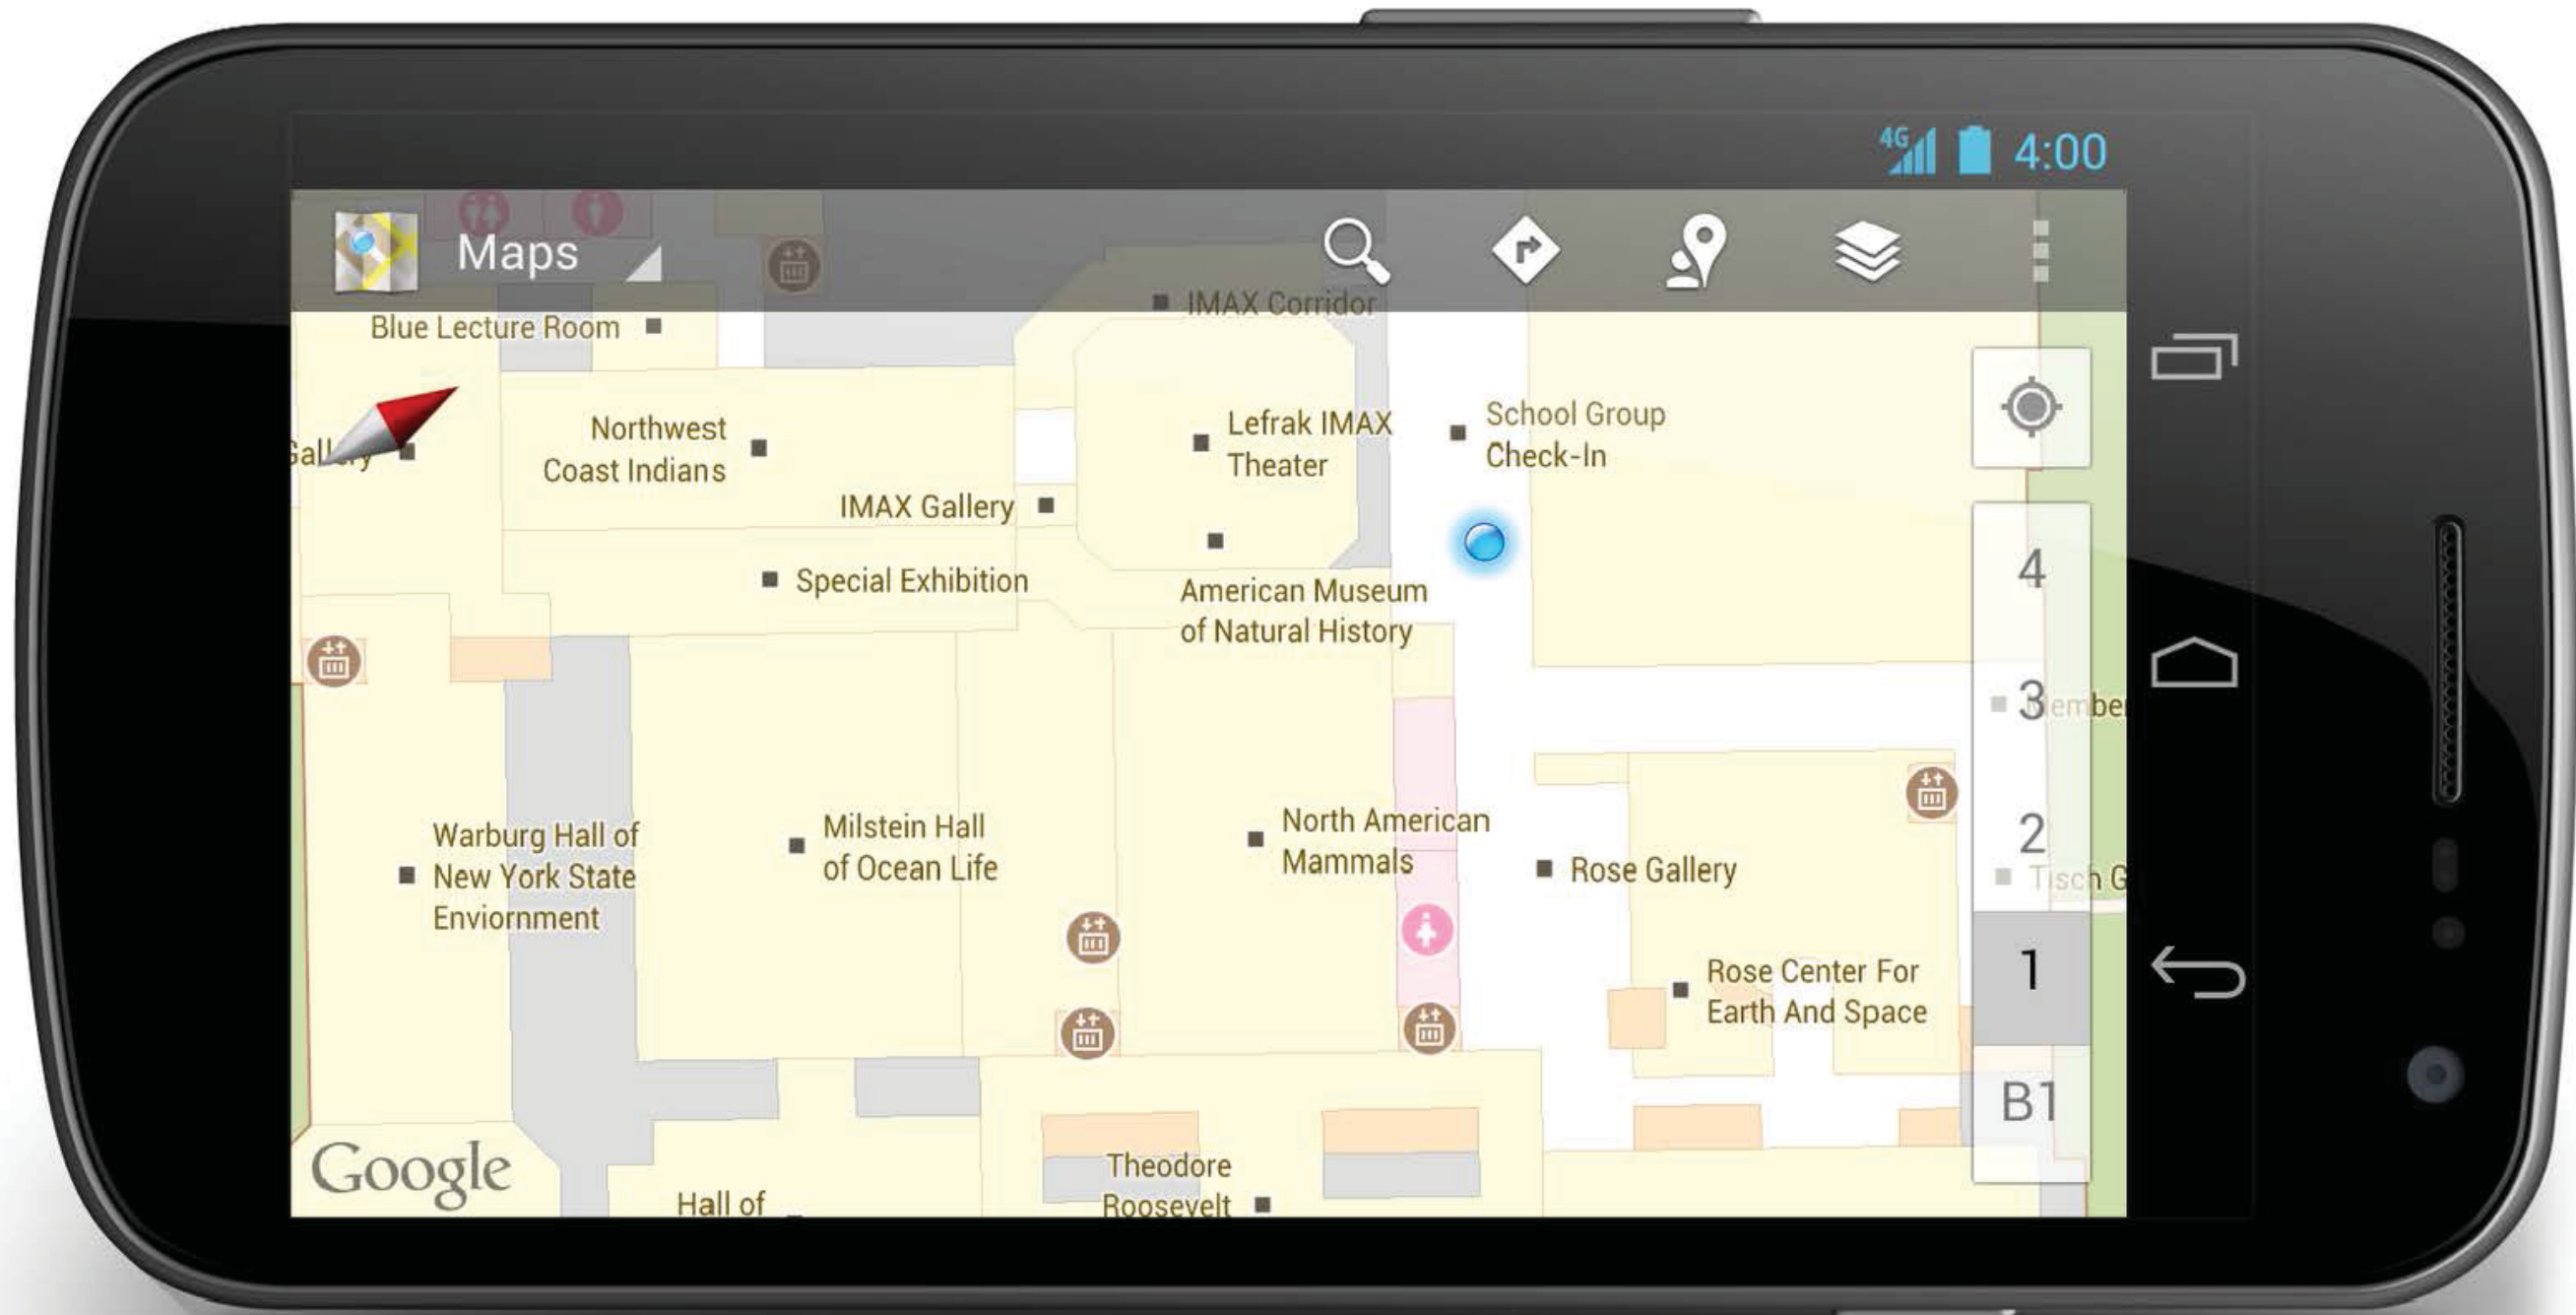 4G 4:00
Maps
IMAX Corridor
Blue Lecture Room
Northwest
Coast Indians
Gallery
Lefrak IMAX
Theater
School Group
Check-In
IMAX Gallery
Special Exhibition
American Museum
of Natural History
4
3
2
1
B1
Warburg Hall of
New York State
Enviornment
Milstein Hall
of Ocean Life
North American
Mammals
Rose Gallery
Tisch G
Rose Center For
Earth And Space
Google
Hall of
Theodore
Roosevelt